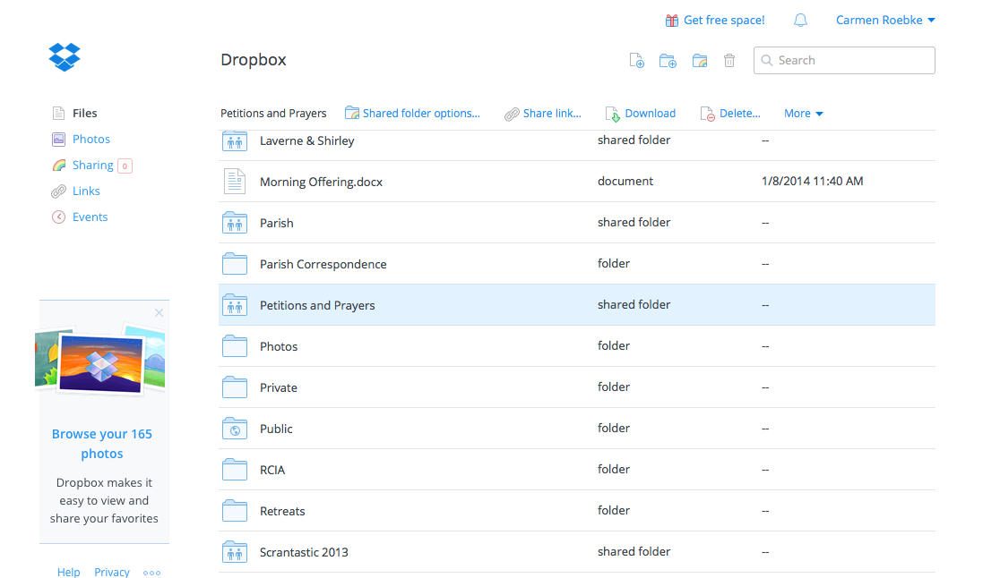 Get free space!
Carmen Roebke
Dropbox
Search
Files
Photos
Sharing 0
Links
Events
Petitions and Prayers Shared folder options... Share link... Download Delete... More
Laverne & Shirley shared folder --
Morning Offering.docx document 1/8/2014 11:40 AM
Parish shared folder --
Parish Correspondence folder --
Petitions and Prayers shared folder --
Photos folder --
Private folder --
Public folder --
RCIA folder --
Retreats folder --
Scrantastic 2013 shared folder --
Browse your 165
photos
Dropbox makes it
easy to view and
share your favorites
Help Privacy